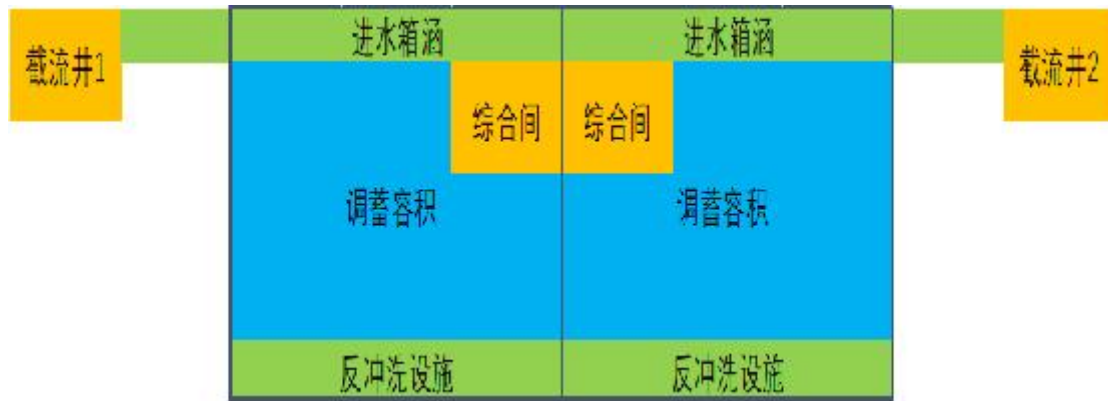 进水箱涵
进水箱涵
截流井1
截流井2
综合间
综合间
调蓄容积
调蓄容积
反冲洗设施
反冲洗设施